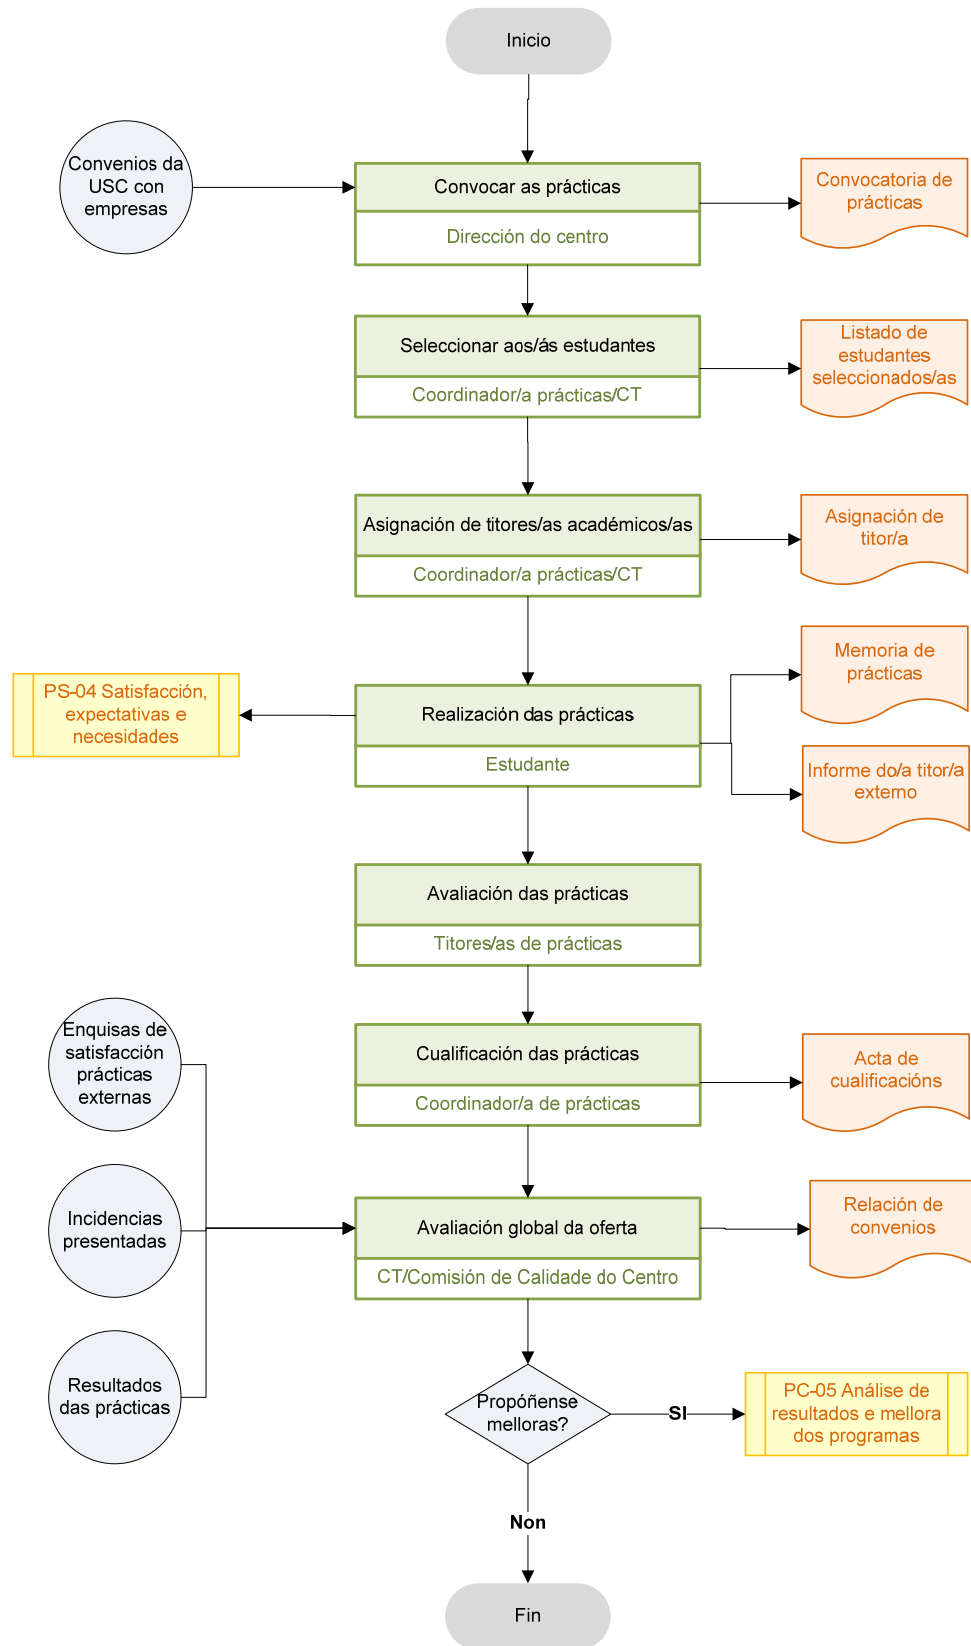 Inicio
Convenios da
USC con
empresas
Convocar as prácticas
Dirección do centro
Convocatoria de
prácticas
Seleccionar aos/ás estudantes
Coordinador/a prácticas/CT
Listado de
estudantes
seleccionados/as
Asignación de titores/as académicos/as
Coordinador/a prácticas/CT
Asignación de
titor/a
PS-04 Satisfacción,
expectativas e
necesidades
Realización das prácticas
Estudante
Memoria de
prácticas
Informe do/a titor/a
externo
Avaliación das prácticas
Titores/as de prácticas
Enquisas de
satisfacción
prácticas
externas
Cualificación das prácticas
Coordinador/a de prácticas
Acta de
cualificacións
Incidencias
presentadas
Avaliación global da oferta
CT/Comisión de Calidade do Centro
Relación de
convenios
Resultados
das prácticas
Propóñense
melloras?
SI
PC-05 Análise de
resultados e mellora
dos programas
Non
Fin